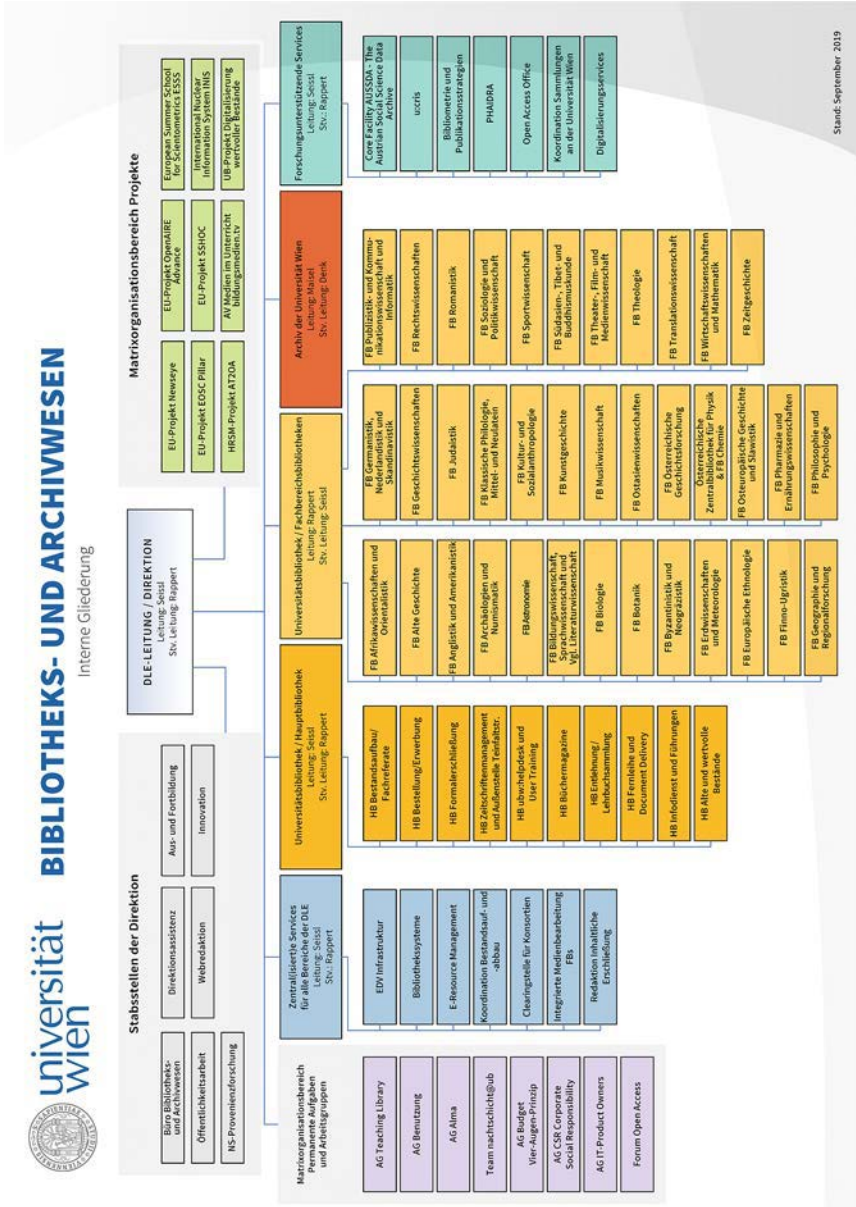 universität
wien
BIBLIOTHEKS- UND ARCHIVWESEN
Interne Gliederung
Stabsstellen der Direktion
Büro Bibliotheks-
und Archivwesen
Direktionsassistenz
Aus- und Fortbildung
Öffentlichkeitsarbeit
Webredaktion
Innovation
NS-Provenienzforschung
DLE-LEITUNG / DIREKTION
Leitung: Seissl
Stv. Leitung: Rappert
Matrixorganisationsbereich Projekte
EU-Projekt Newseye
EU-Projekt OpenAIRE
Advance
European Summer School
for Scientometrics ESSS
EU-Projekt EOSC Pillar
EU-Projekt SSHOC
International Nuclear
Information System INIS
HRSM-Projekt AT2OA
AV Medien im Unterricht
bildungsmedien.tv
UB-Projekt Digitalisierung
wertvoller Bestände
Matrixorganisationsbereich
Permanente Aufgaben
und Arbeitsgruppen
AG Teaching Library
AG Benutzung
AG Alma
Team nachtschicht@ub
AG Budget
Vier-Augen-Prinzip
AG CSR Corporate
Social Responsibility
AG IT-Product Owners
Forum Open Access
Zentral(isiert)e Services
für alle Bereiche der DLE
Leitung: Seissl
Stv.: Rappert
EDV Infrastruktur
Bibliothekssysteme
E-Resource Management
Koordination Bestandsauf- und
-abbau
Clearingstelle für Konsortien
Integrierte Medienbearbeitung
FBs
Redaktion Inhaltliche
Erschließung
Universitätsbibliothek / Hauptbibliothek
Leitung: Seissl
Stv. Leitung: Rappert
HB Bestandsaufbau/
Fachreferate
HB Bestellung/Erwerbung
HB Formalerschließung
HB Zeitschriftenmanagement
und Außenstelle Teinfaltstr.
HB ubw:helpdesk und
User Training
HB Büchermagazine
HB Entlehnung/
Lehrbuchsammlung
HB Fernleihe und
Document Delivery
HB Infodienst und Führungen
HB Alte und wertvolle
Bestände
Universitätsbibliothek / Fachbereichsbibliotheken
Leitung: Rappert
Stv. Leitung: Seissl
FB Afrikawissenschaften und
Orientalistik
FB Alte Geschichte
FB Anglistik und Amerikanistik
FB Archäologien und
Numismatik
FB Astronomie
FB Bildungswissenschaft,
Sprachwissenschaft und
Vgl. Literaturwissenschaft
FB Biologie
FB Botanik
FB Byzantinistik und
Neogräzistik
FB Erdwissenschaften
und Meteorologie
FB Europäische Ethnologie
FB Finno-Ugristik
FB Geographie und
Regionalforschung
FB Germanistik,
Nederlandistik und
Skandinavistik
FB Geschichtswissenschaften
FB Judaistik
FB Klassische Philologie,
Mittel- und Neulatein
FB Kultur- und
Sozialanthropologie
FB Kunstgeschichte
FB Musikwissenschaft
FB Ostasienwissenschaften
FB Österreichische
Geschichtsforschung
Österreichische
Zentralbibliothek für Physik
& FB Chemie
FB Osteuropäische Geschichte
und Slawistik
FB Pharmazie und
Ernährungswissenschaften
FB Philosophie und
Psychologie
FB Publizistik- und Kommu-
nikationswissenschaft und
Informatik
FB Rechtswissenschaften
FB Romanistik
FB Soziologie und
Politikwissenschaft
FB Sportwissenschaft
FB Südasien-, Tibet- und
Buddhismuskunde
FB Theater-, Film- und
Medienwissenschaft
FB Theologie
FB Translationswissenschaft
FB Wirtschaftswissenschaften
und Mathematik
FB Zeitgeschichte
Archiv der Universität Wien
Leitung: Maisel
Stv. Leitung: Denk
Forschungsunterstützende Services
Leitung: Seissl
Stv.: Rappert
Core Facility AUSSDA - The
Austrian Social Science Data
Archive
u:cris
Bibliometrie und
Publikationsstrategien
PHAIDRA
Open Access Office
Koordination Sammlungen
an der Universität Wien
Digitalisierungsservices
Stand: September 2019